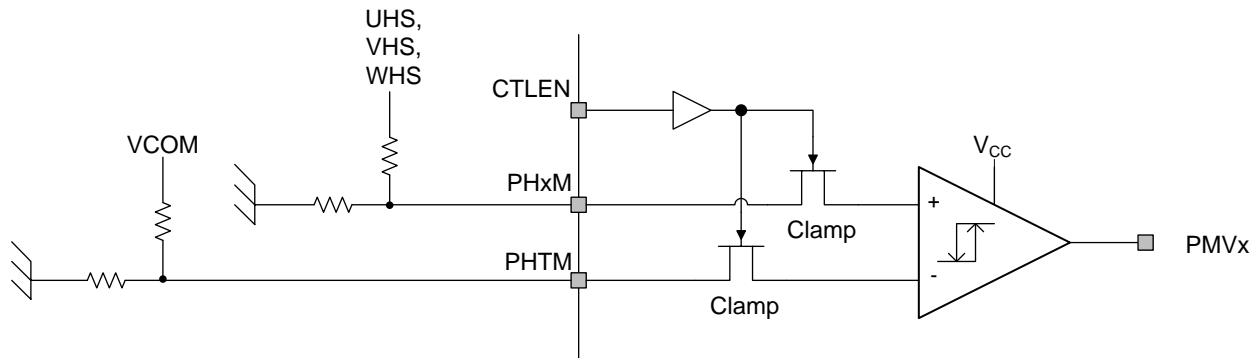 UHS,
VHS,
WHS
CTLEN
VCOM
VCC
PHxM
+
Clamp
PMVx
PHTM
-
Clamp